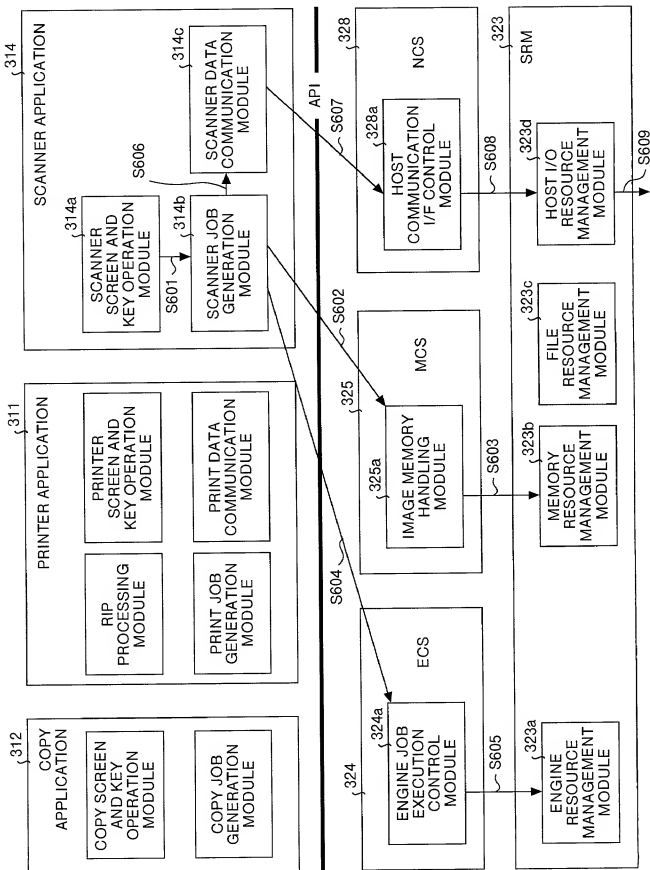 312
COPY
APPLICATION
COPY SCREEN
AND KEY
OPERATION
MODULE
COPY JOB
GENERATION
MODULE
311
PRINTER APPLICATION
RIP
PROCESSING
MODULE
PRINTER
SCREEN AND
KEY OPERATION
MODULE
PRINT JOB
GENERATION
MODULE
PRINT DATA
COMMUNICATION
MODULE
314
SCANNER APPLICATION
314a
SCANNER
SCREEN AND
KEY OPERATION
MODULE
S601
S606
314b
SCANNER JOB
GENERATION
MODULE
314c
SCANNER DATA
COMMUNICATION
MODULE
API
S604
S602
S607
324
ECS
324a
ENGINE JOB
EXECUTION
CONTROL
MODULE
S605
325
MCS
325a
IMAGE MEMORY
HANDLING
MODULE
S603
328
NCS
328a
HOST
COMMUNICATION
I/F CONTROL
MODULE
S608
323
SRM
323a
ENGINE
RESOURCE
MANAGEMENT
MODULE
323b
MEMORY
RESOURCE
MANAGEMENT
MODULE
323c
FILE
RESOURCE
MANAGEMENT
MODULE
323d
HOST I/O
RESOURCE
MANAGEMENT
MODULE
S609